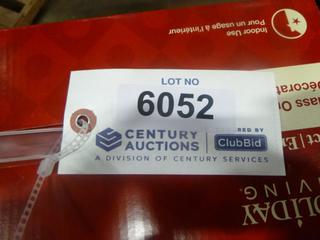 Indoor Use
Pour un usage à l'intérieur
LOT NO
6052
CENTURY
AUCTIONS
RED BY
ClubBid
A DIVISION OF CENTURY SERVICES